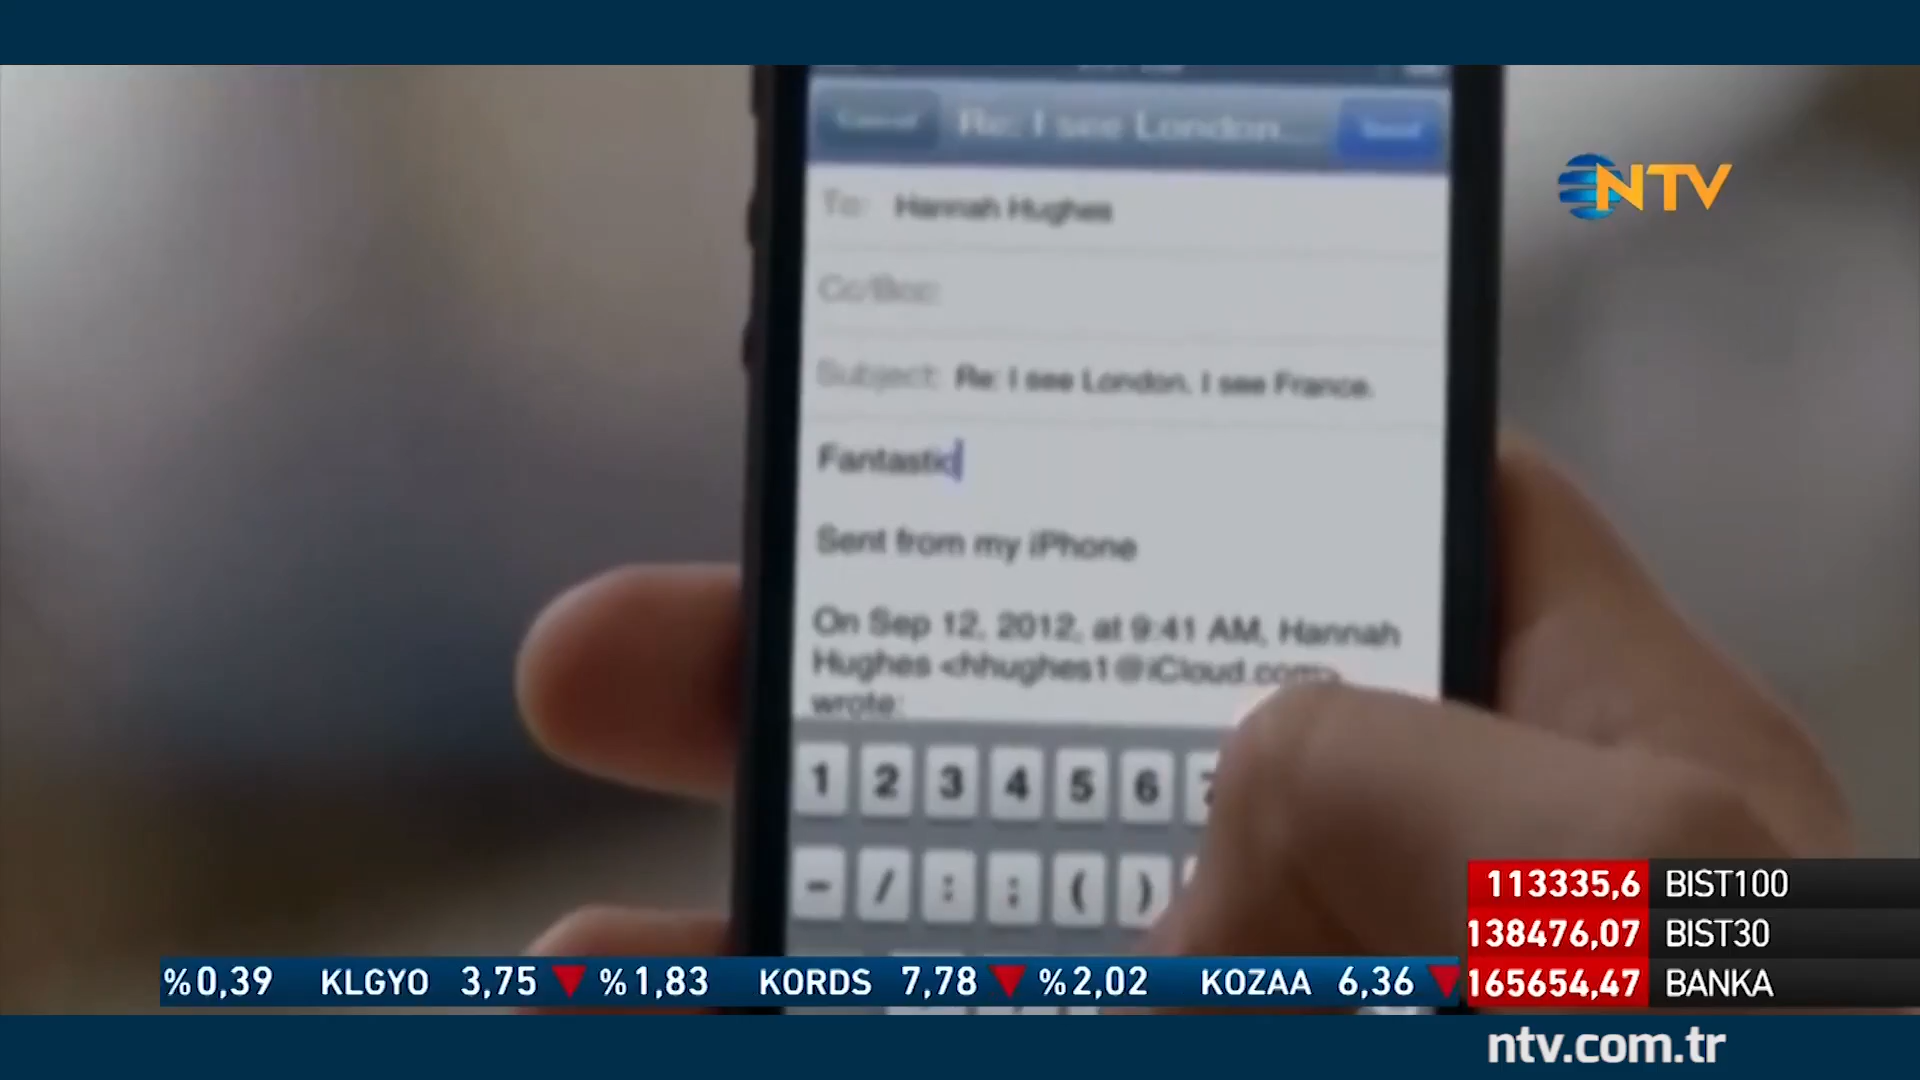 Cancel Re: I see London... Send
NTV
To: Hannah Hughes
Cc/Bcc:
Subject: Re: I see London. I see France.
Fantastic
Sent from my iPhone
On Sep 12, 2012, at 9:41 AM, Hannah
Hughes <hhughes1@iCloud.com>
wrote:
1 2 3 4 5 6 7
- / : ; ( )
113335,6 BIST100
138476,07 BIST30
165654,47 BANKA
%0,39 KLGYO 3,75 %1,83 KORDS 7,78 %2,02 KOZAA 6,36
ntv.com.tr